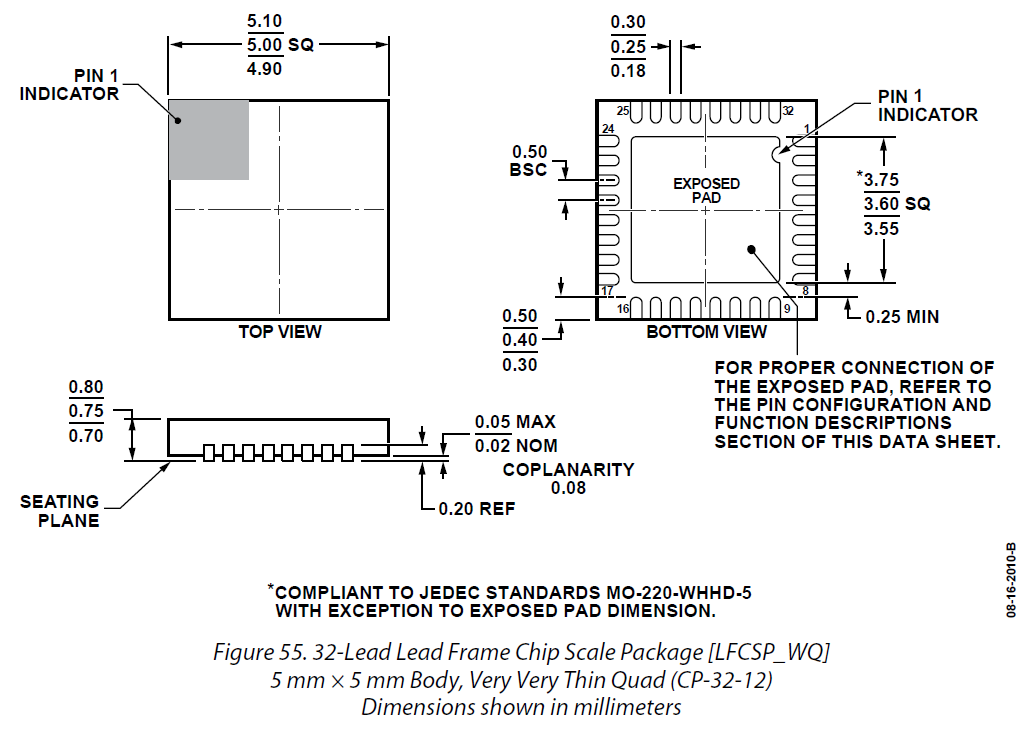 5.10
5.00 SQ
4.90
PIN 1
INDICATOR
TOP VIEW
0.30
0.25
0.18
PIN 1
INDICATOR
25
32
24
1
0.50
BSC
EXPOSED
PAD
*3.75
3.60 SQ
3.55
17
8
16
9
0.50
0.40
0.30
BOTTOM VIEW
0.25 MIN
FOR PROPER CONNECTION OF
THE EXPOSED PAD, REFER TO
THE PIN CONFIGURATION AND
FUNCTION DESCRIPTIONS
SECTION OF THIS DATA SHEET.
0.80
0.75
0.70
0.05 MAX
0.02 NOM
COPLANARITY
0.08
0.20 REF
SEATING
PLANE
08-16-2010-B
*COMPLIANT TO JEDEC STANDARDS MO-220-WHHD-5
WITH EXCEPTION TO EXPOSED PAD DIMENSION.
Figure 55. 32-Lead Lead Frame Chip Scale Package [LFCSP_WQ]
5 mm × 5 mm Body, Very Very Thin Quad (CP-32-12)
Dimensions shown in millimeters